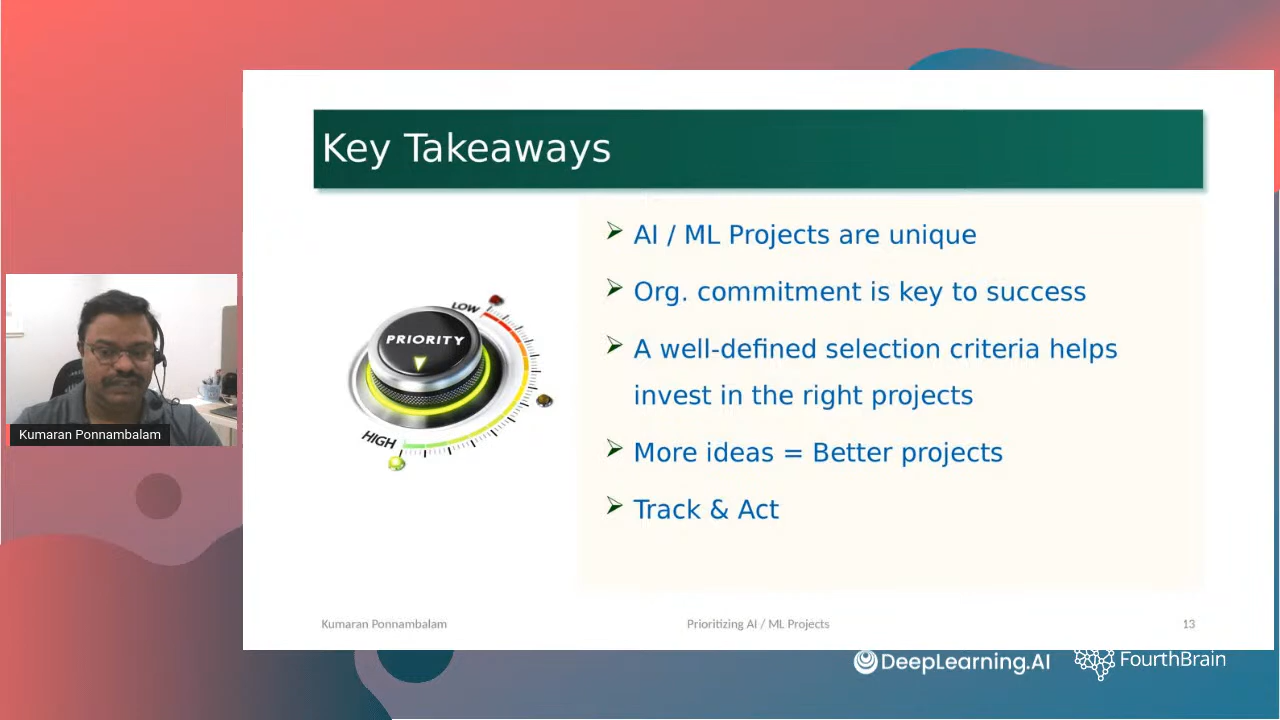 Key Takeaways
AI / ML Projects are unique
Org. commitment is key to success
A well-defined selection criteria helps
invest in the right projects
More ideas = Better projects
Track & Act
LOW
PRIORITY
HIGH
Kumaran Ponnambalam
Kumaran Ponnambalam
Prioritizing AI / ML Projects
13
DeepLearning.AI
FourthBrain